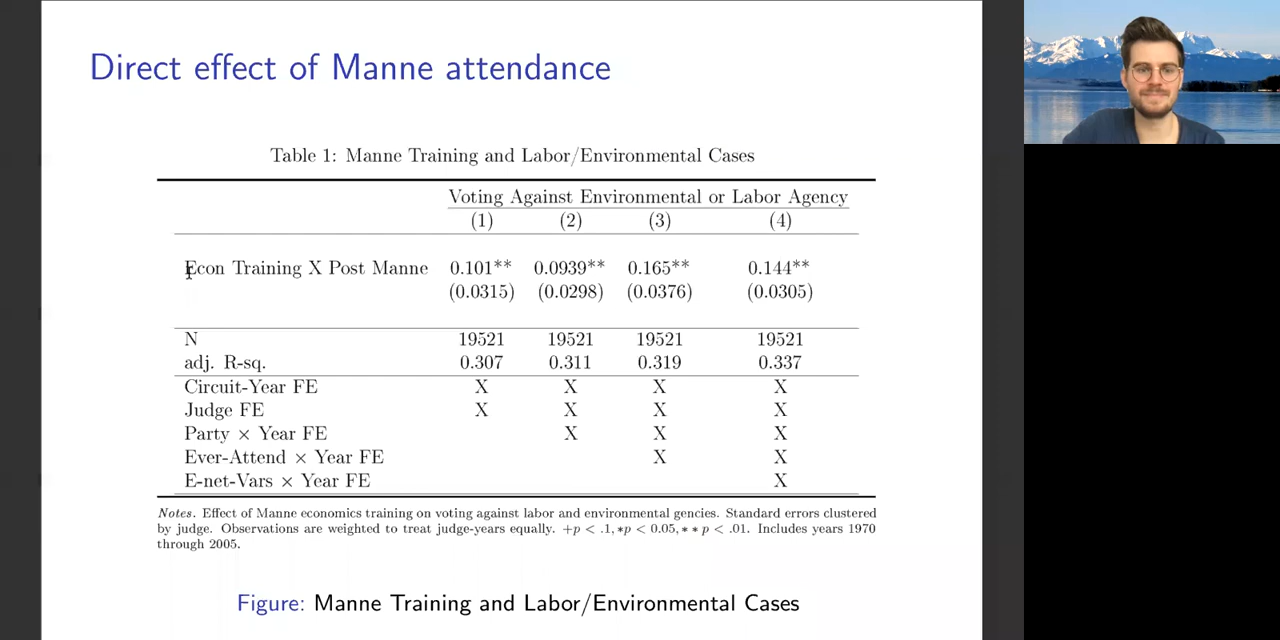 Direct effect of Manne attendance
Table 1: Manne Training and Labor/Environmental Cases
Voting Against Environmental or Labor Agency
(1) (2) (3) (4)
Econ Training X Post Manne 0.101** 0.0939** 0.165** 0.144**
(0.0315) (0.0298) (0.0376) (0.0305)
N 19521 19521 19521 19521
adj. R-sq. 0.307 0.311 0.319 0.337
Circuit-Year FE X X X X
Judge FE X X X X
Party × Year FE X X X
Ever-Attend × Year FE X X
E-net-Vars × Year FE X
Notes. Effect of Manne economics training on voting against labor and environmental gencies. Standard errors clustered
by judge. Observations are weighted to treat judge-years equally. +p < .1, *p < 0.05, * * p < .01. Includes years 1970
through 2005.
Figure: Manne Training and Labor/Environmental Cases